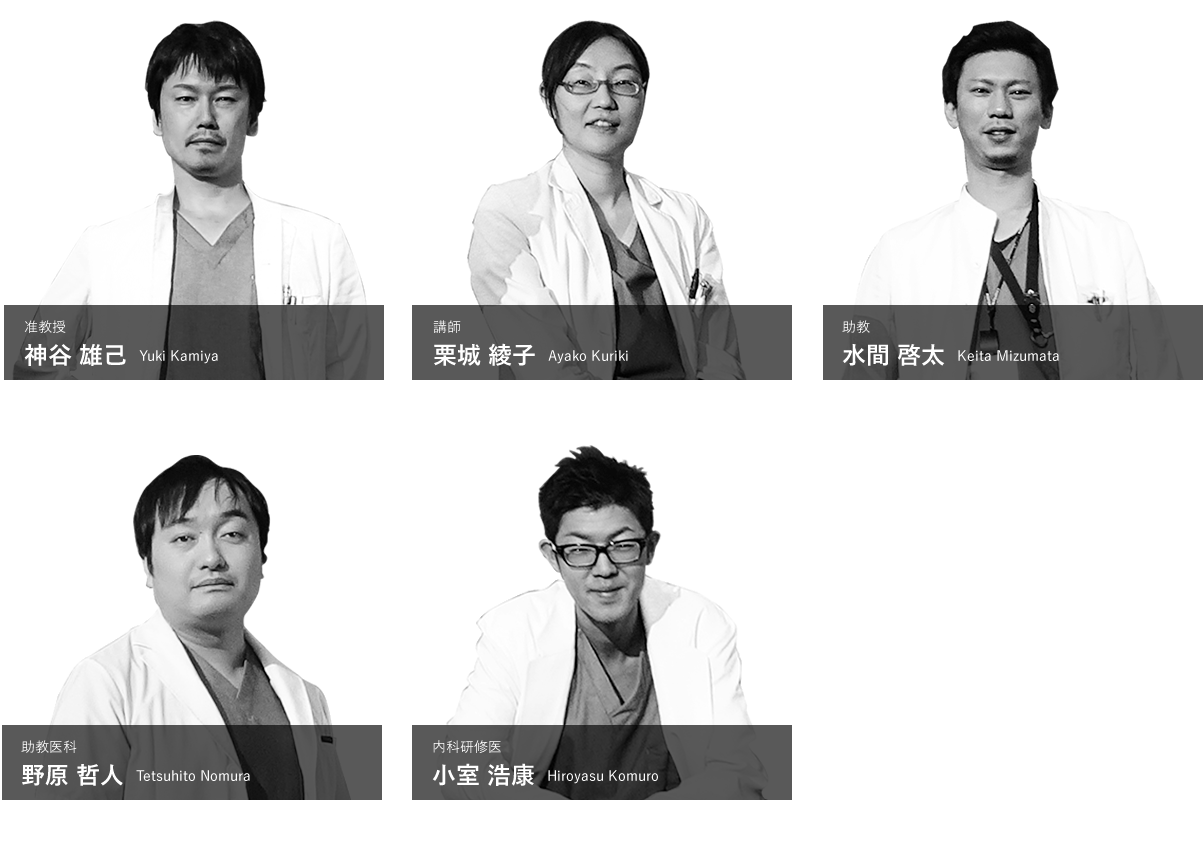 准教授
神谷 雄己 Yuki Kamiya
講師
栗城 綾子 Ayako Kuriki
助教
水間 啓太 Keita Mizumata
助教医科
野原 哲人 Tetsuhito Nomura
内科研修医
小室 浩康 Hiroyasu Komuro